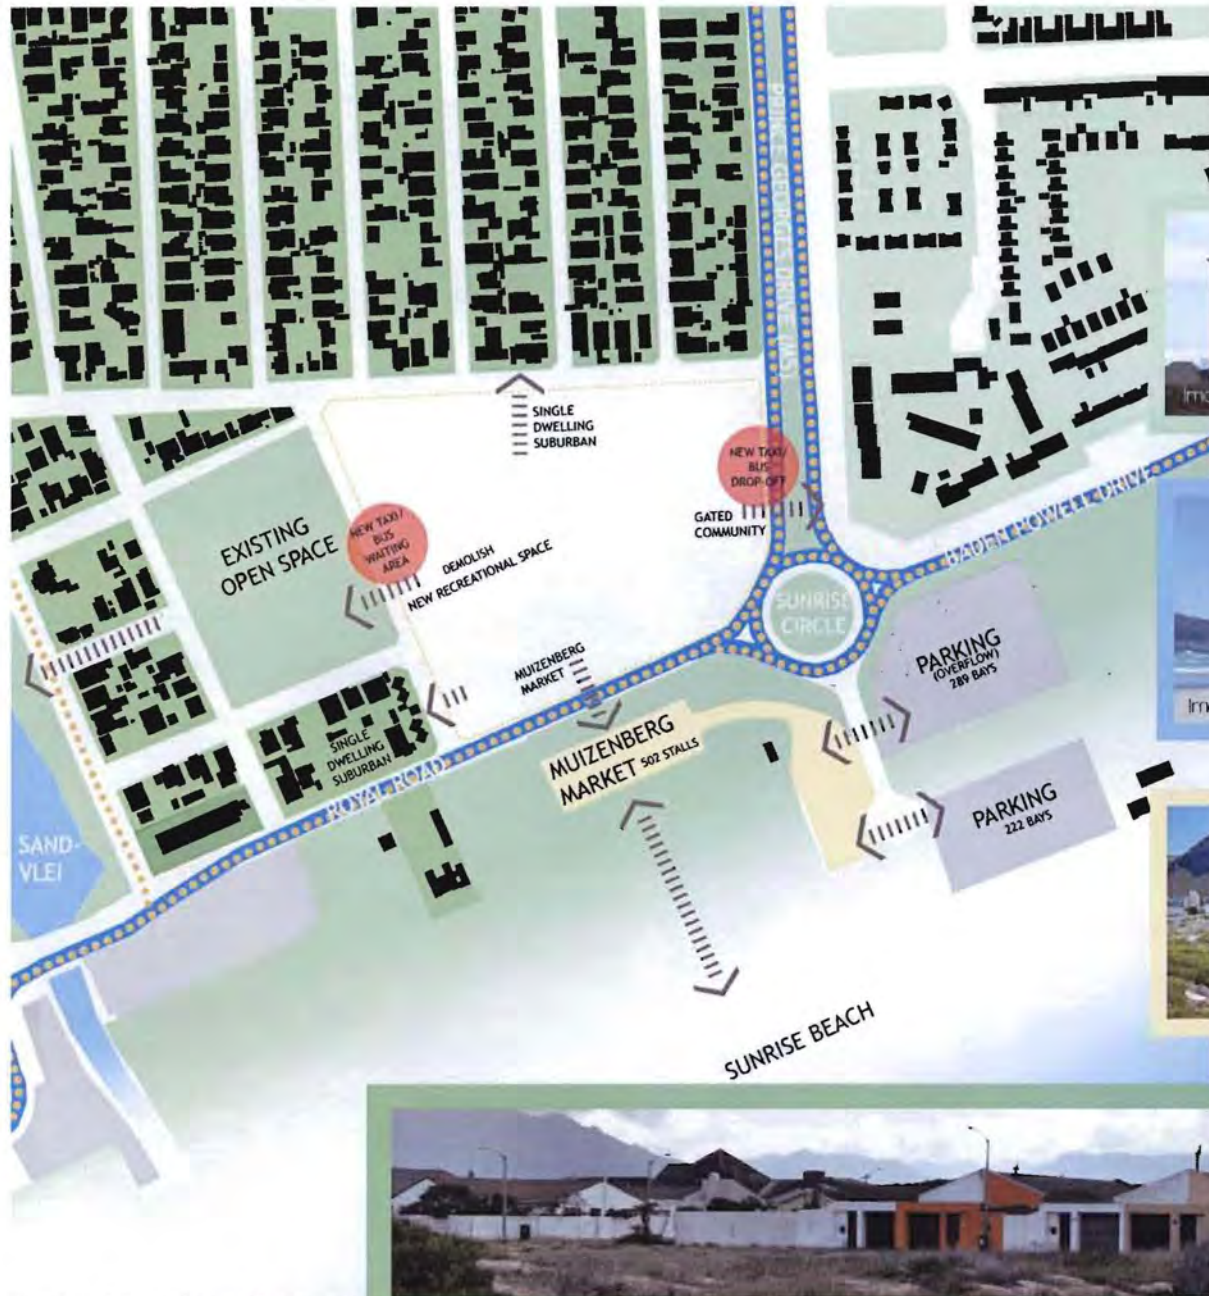 PRINCE GEORGES DRIVE (M5)
SINGLE
DWELLING
SUBURBAN
NEW TAXI/
BUS
DROP-OFF
GATED
COMMUNITY
EXISTING
OPEN SPACE
NEW TAXI/
BUS
WAITING
AREA
DEMOLISH
NEW RECREATIONAL SPACE
BADEN POWELL DRIVE
SUNRISE
CIRCLE
PARKING
(OVERFLOW)
289 BAYS
MUIZENBERG
MARKET
MUIZENBERG
MARKET 502 STALLS
SINGLE
DWELLING
SUBURBAN
ROYAL ROAD
PARKING
222 BAYS
SAND-
VLEI
SUNRISE BEACH